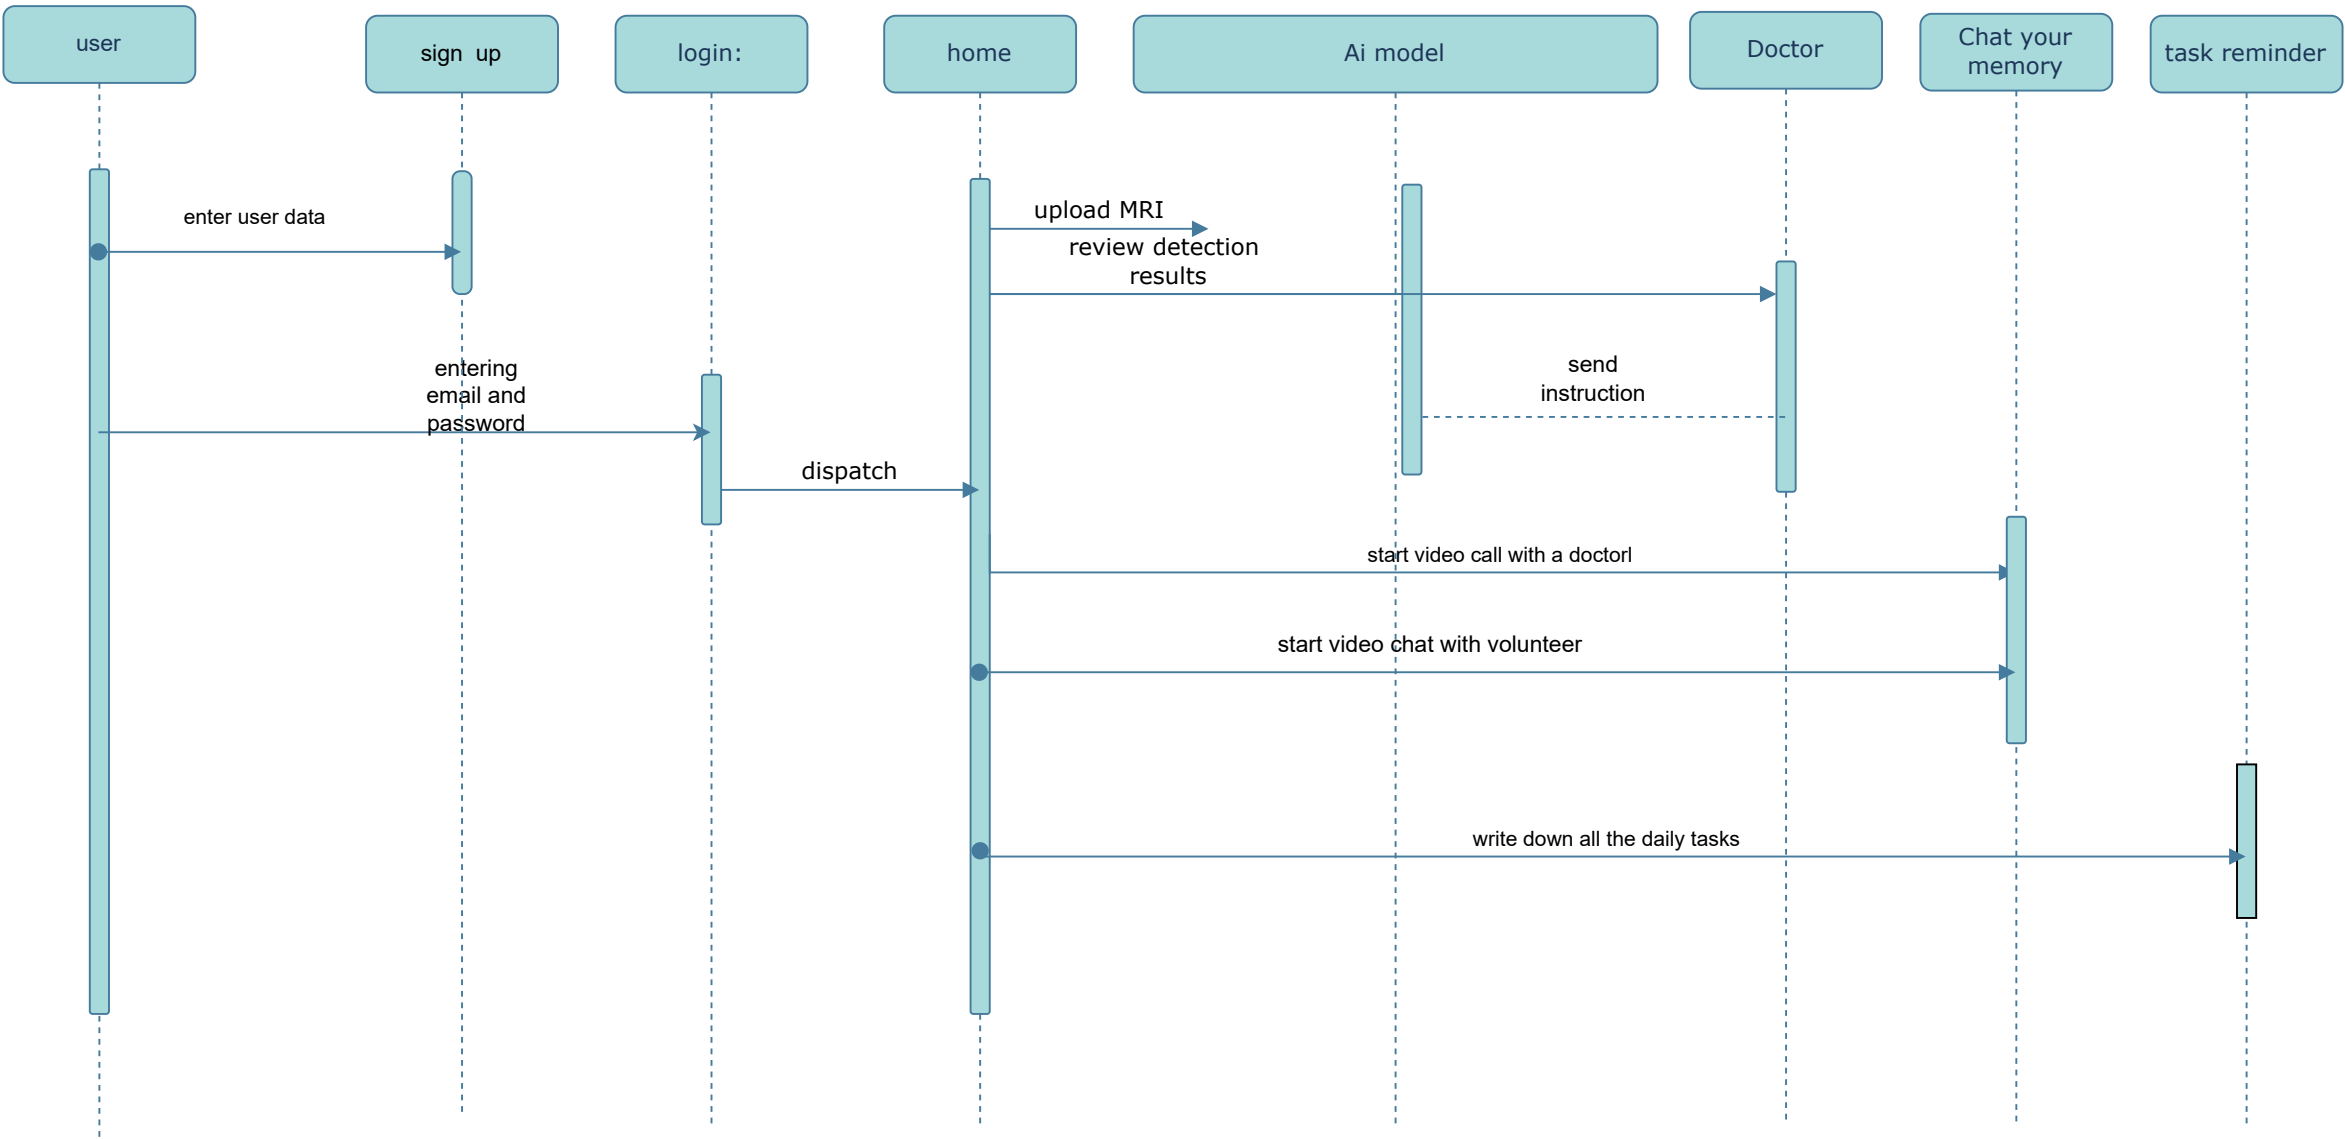 user
sign  up
login:
home
Ai model
Doctor
Chat your
memory
task reminder
enter user data
upload MRI
review detection
results
entering
email and
password
send
instruction
dispatch
start video call with a doctorl
start video chat with volunteer
write down all the daily tasks